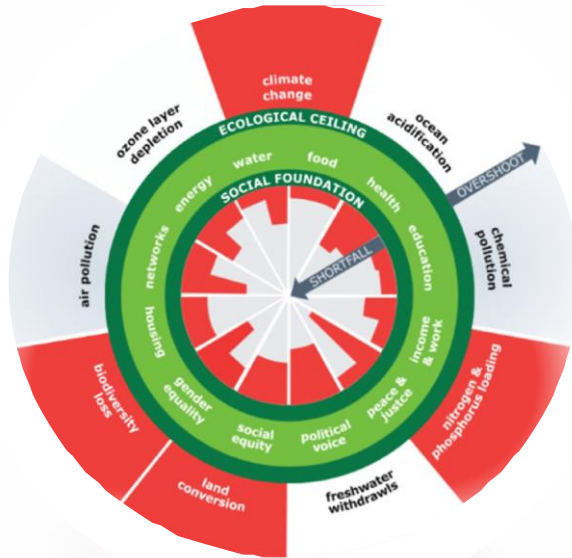 climate
change
ozone layer
depletion
ocean
acidification
ECOLOGICAL CEILING
water
food
energy
health
SOCIAL FOUNDATION
OVERSHOOT
networks
education
air pollution
chemical
pollution
SHORTFALL
housing
income
& work
biodiversity
loss
gender
equality
peace &
justce
nitrogen &
phosphorus loading
social
equity
political
voice
land
conversion
freshwater
withdrawls